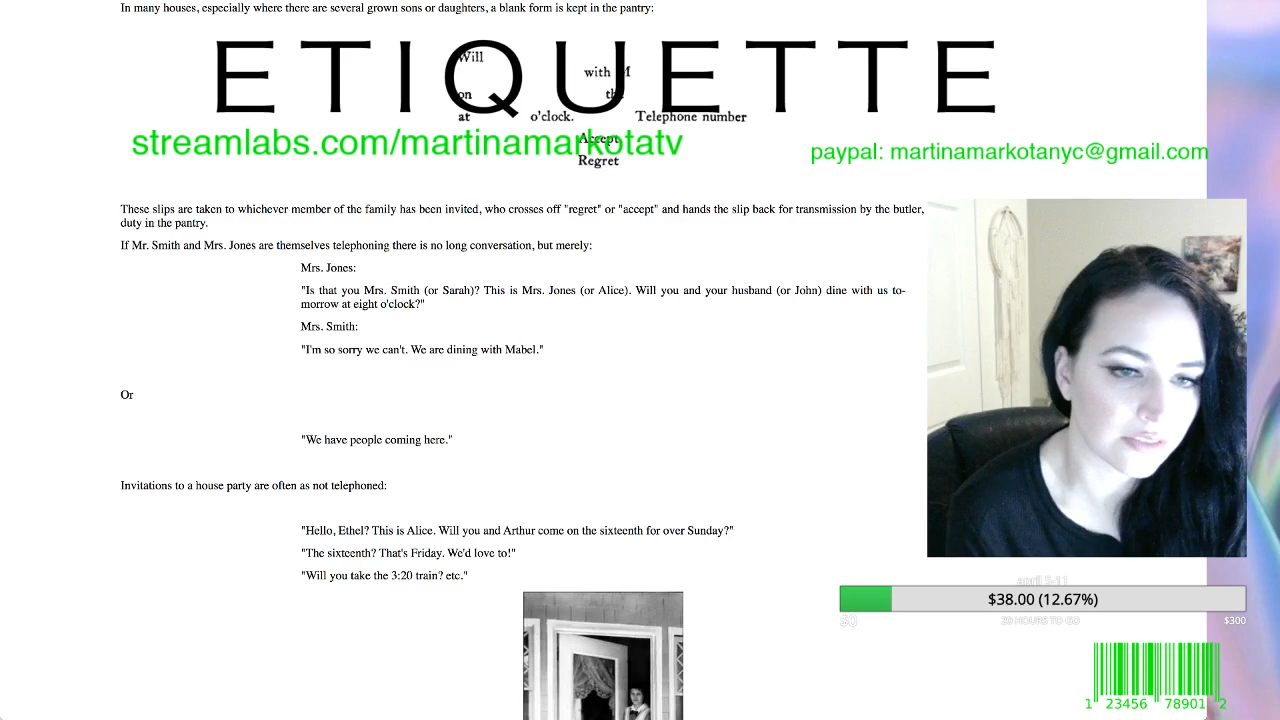 In many houses, especially where there are several grown sons or daughters, a blank form is kept in the pantry:
ETIQUETTE
Will
with M
on
the
at o'clock. Telephone number
streamlabs.com/martinamarkotatv
Accept
paypal: martinamarkotanyc@gmail.com
Regret
These slips are taken to whichever member of the family has been invited, who crosses off "regret" or "accept" and hands the slip back for transmission by the butler,
duty in the pantry.
If Mr. Smith and Mrs. Jones are themselves telephoning there is no long conversation, but merely:
Mrs. Jones:
"Is that you Mrs. Smith (or Sarah)? This is Mrs. Jones (or Alice). Will you and your husband (or John) dine with us to-
morrow at eight o'clock?"
Mrs. Smith:
"I'm so sorry we can't. We are dining with Mabel."
Or
"We have people coming here."
Invitations to a house party are often as not telephoned:
"Hello, Ethel? This is Alice. Will you and Arthur come on the sixteenth for over Sunday?"
"The sixteenth? That's Friday. We'd love to!"
"Will you take the 3:20 train? etc."
april 5-11
$38.00 (12.67%)
$0 HOURS TO GO $300
1 23456 78901 2